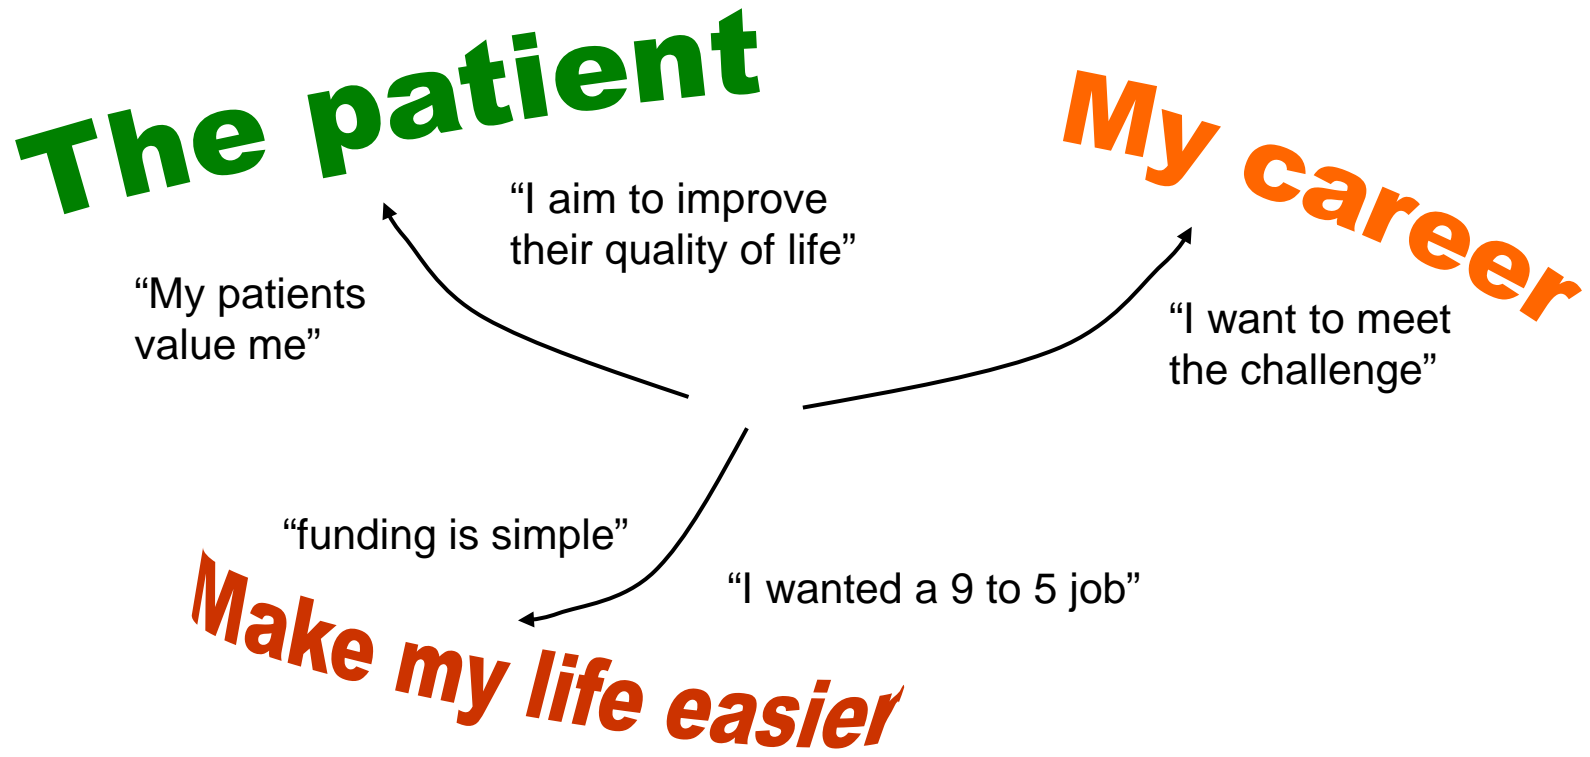 The patient
My career
“I aim to improve
their quality of life”
“My patients
value me”
“I want to meet
the challenge”
“funding is simple”
“I wanted a 9 to 5 job”
Make my life easier